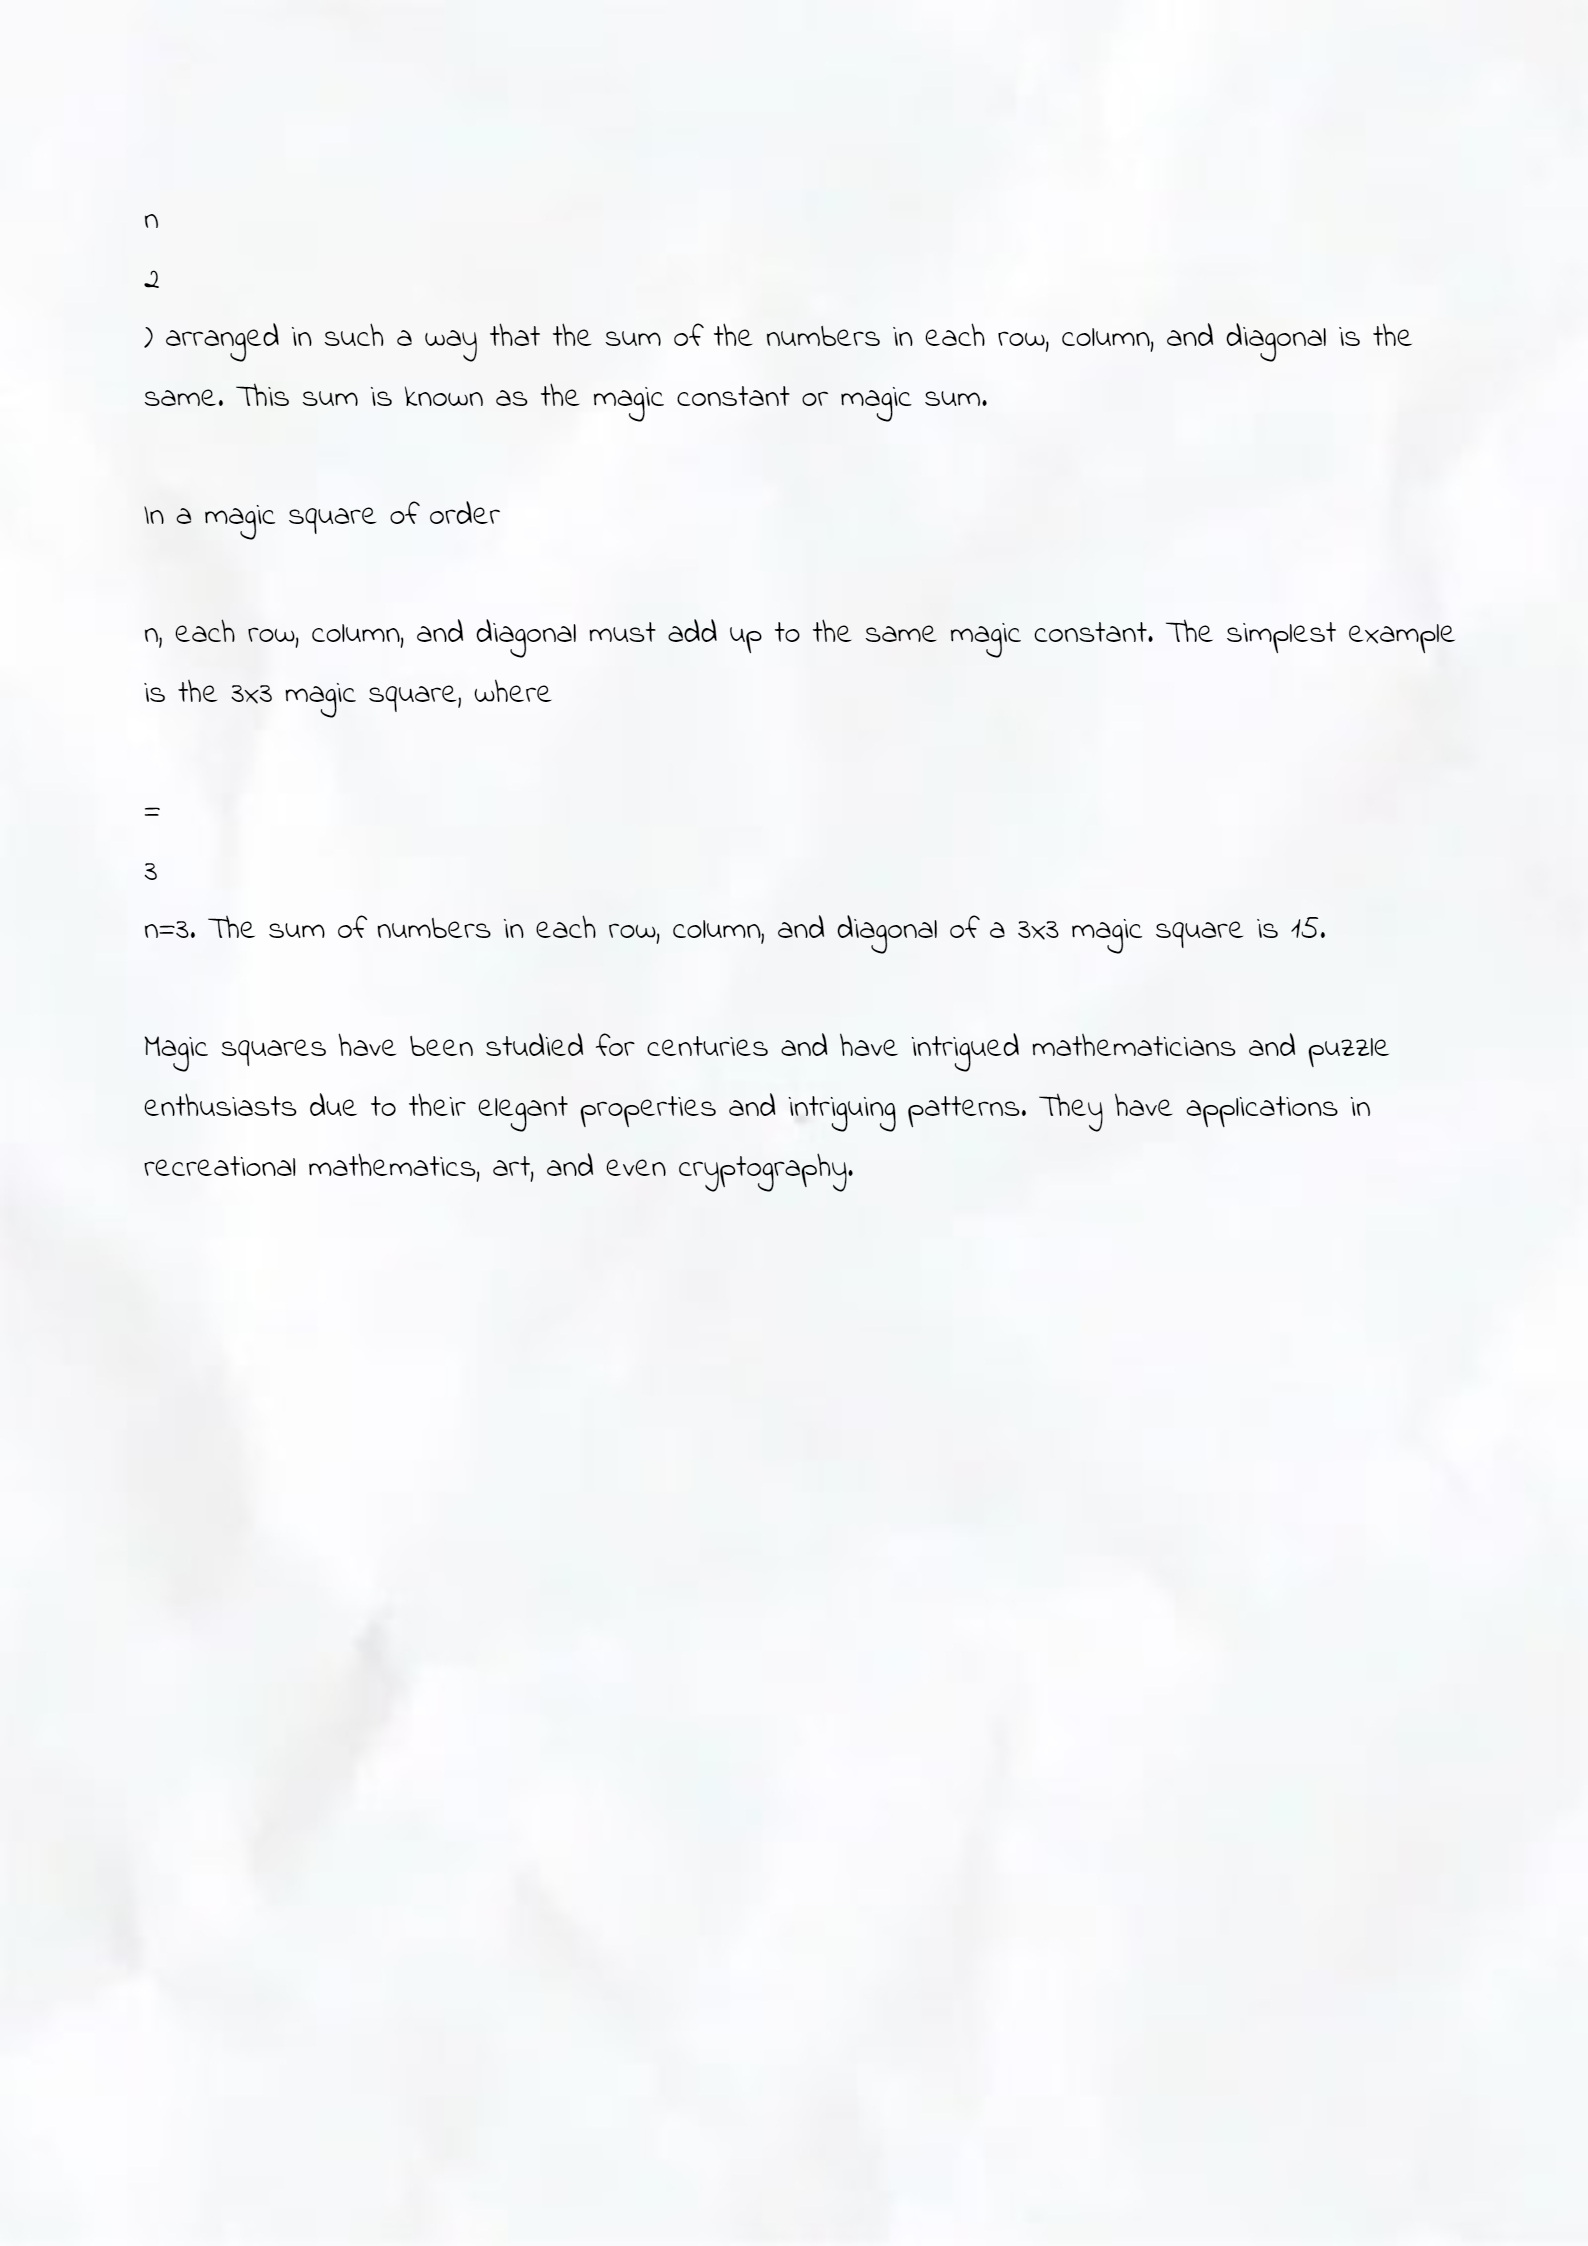 n
2
) arranged in such a way that the sum of the numbers in each row, column, and diagonal is the
same. This sum is known as the magic constant or magic sum.
In a magic square of order
n, each row, column, and diagonal must add up to the same magic constant. The simplest example
is the 3x3 magic square, where
=
3
n=3. The sum of numbers in each row, column, and diagonal of a 3x3 magic square is 15.
Magic squares have been studied for centuries and have intrigued mathematicians and puzzle
enthusiasts due to their elegant properties and intriguing patterns. They have applications in
recreational mathematics, art, and even cryptography.